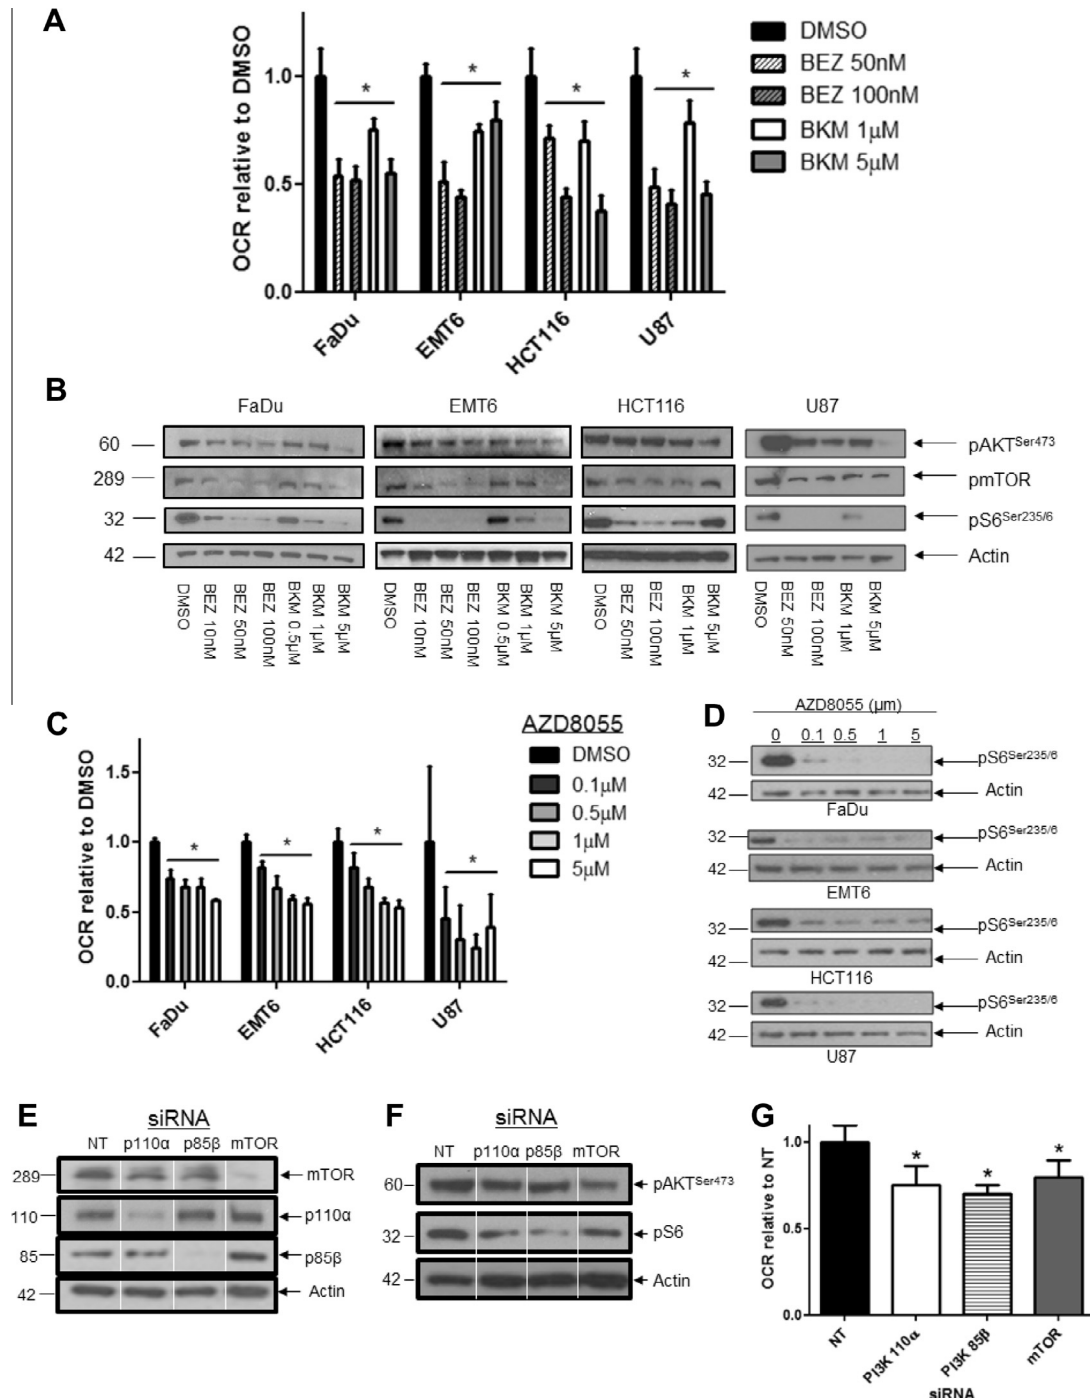 A
OCR relative to DMSO
1.0
0.5
0.0
*
*
*
*
FaDu
EMT6
HCT116
U87
DMSO
BEZ 50nM
BEZ 100nM
BKM 1µM
BKM 5µM
B
FaDu
EMT6
HCT116
U87
60
289
32
42
pAKTSer473
pmTOR
pS6Ser235/6
Actin
DMSO
BEZ 10nM
BEZ 50nM
BEZ 100nM
BKM 0.5µM
BKM 1µM
BKM 5µM
DMSO
BEZ 10nM
BEZ 50nM
BEZ 100nM
BKM 0.5µM
BKM 1µM
BKM 5µM
DMSO
BEZ 50nM
BEZ 100nM
BKM 1µM
BKM 5µM
DMSO
BEZ 50nM
BEZ 100nM
BKM 1µM
BKM 5µM
C
OCR relative to DMSO
1.5
1.0
0.5
0.0
*
*
*
*
FaDu
EMT6
HCT116
U87
AZD8055
DMSO
0.1µM
0.5µM
1µM
5µM
D
AZD8055 (µm)
0 0.1 0.5 1 5
32 pS6Ser235/6
42 Actin
FaDu
32 pS6Ser235/6
42 Actin
EMT6
32 pS6Ser235/6
42 Actin
HCT116
32 pS6Ser235/6
42 Actin
U87
E
siRNA
NT p110α p85β mTOR
289 mTOR
110 p110α
85 p85β
42 Actin
F
siRNA
NT p110α p85β mTOR
60 pAKTSer473
32 pS6
42 Actin
G
OCR relative to NT
1.0
0.5
0.0
*
*
*
NT
PI3K 110α
PI3K 85β
mTOR
siRNA